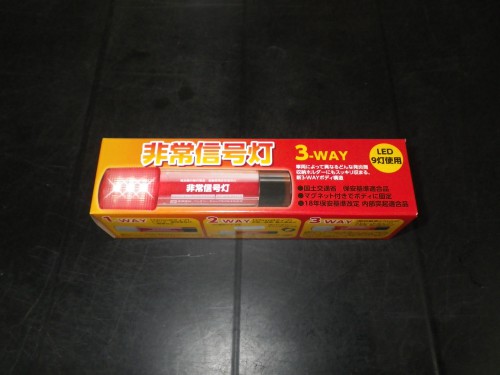 非常信号灯
3-WAY
LED
9灯使用
車両によって異なるどんな発炎筒
収納ホルダーにもスッキリ収まる、
新3-WAYボディ構造
非常信号灯
●国土交通省 保安基準適合品
●マグネット付きでボディに固定
●18年保安基準改定 内部突起適合品
1-WAY
2-WAY
3-WAY